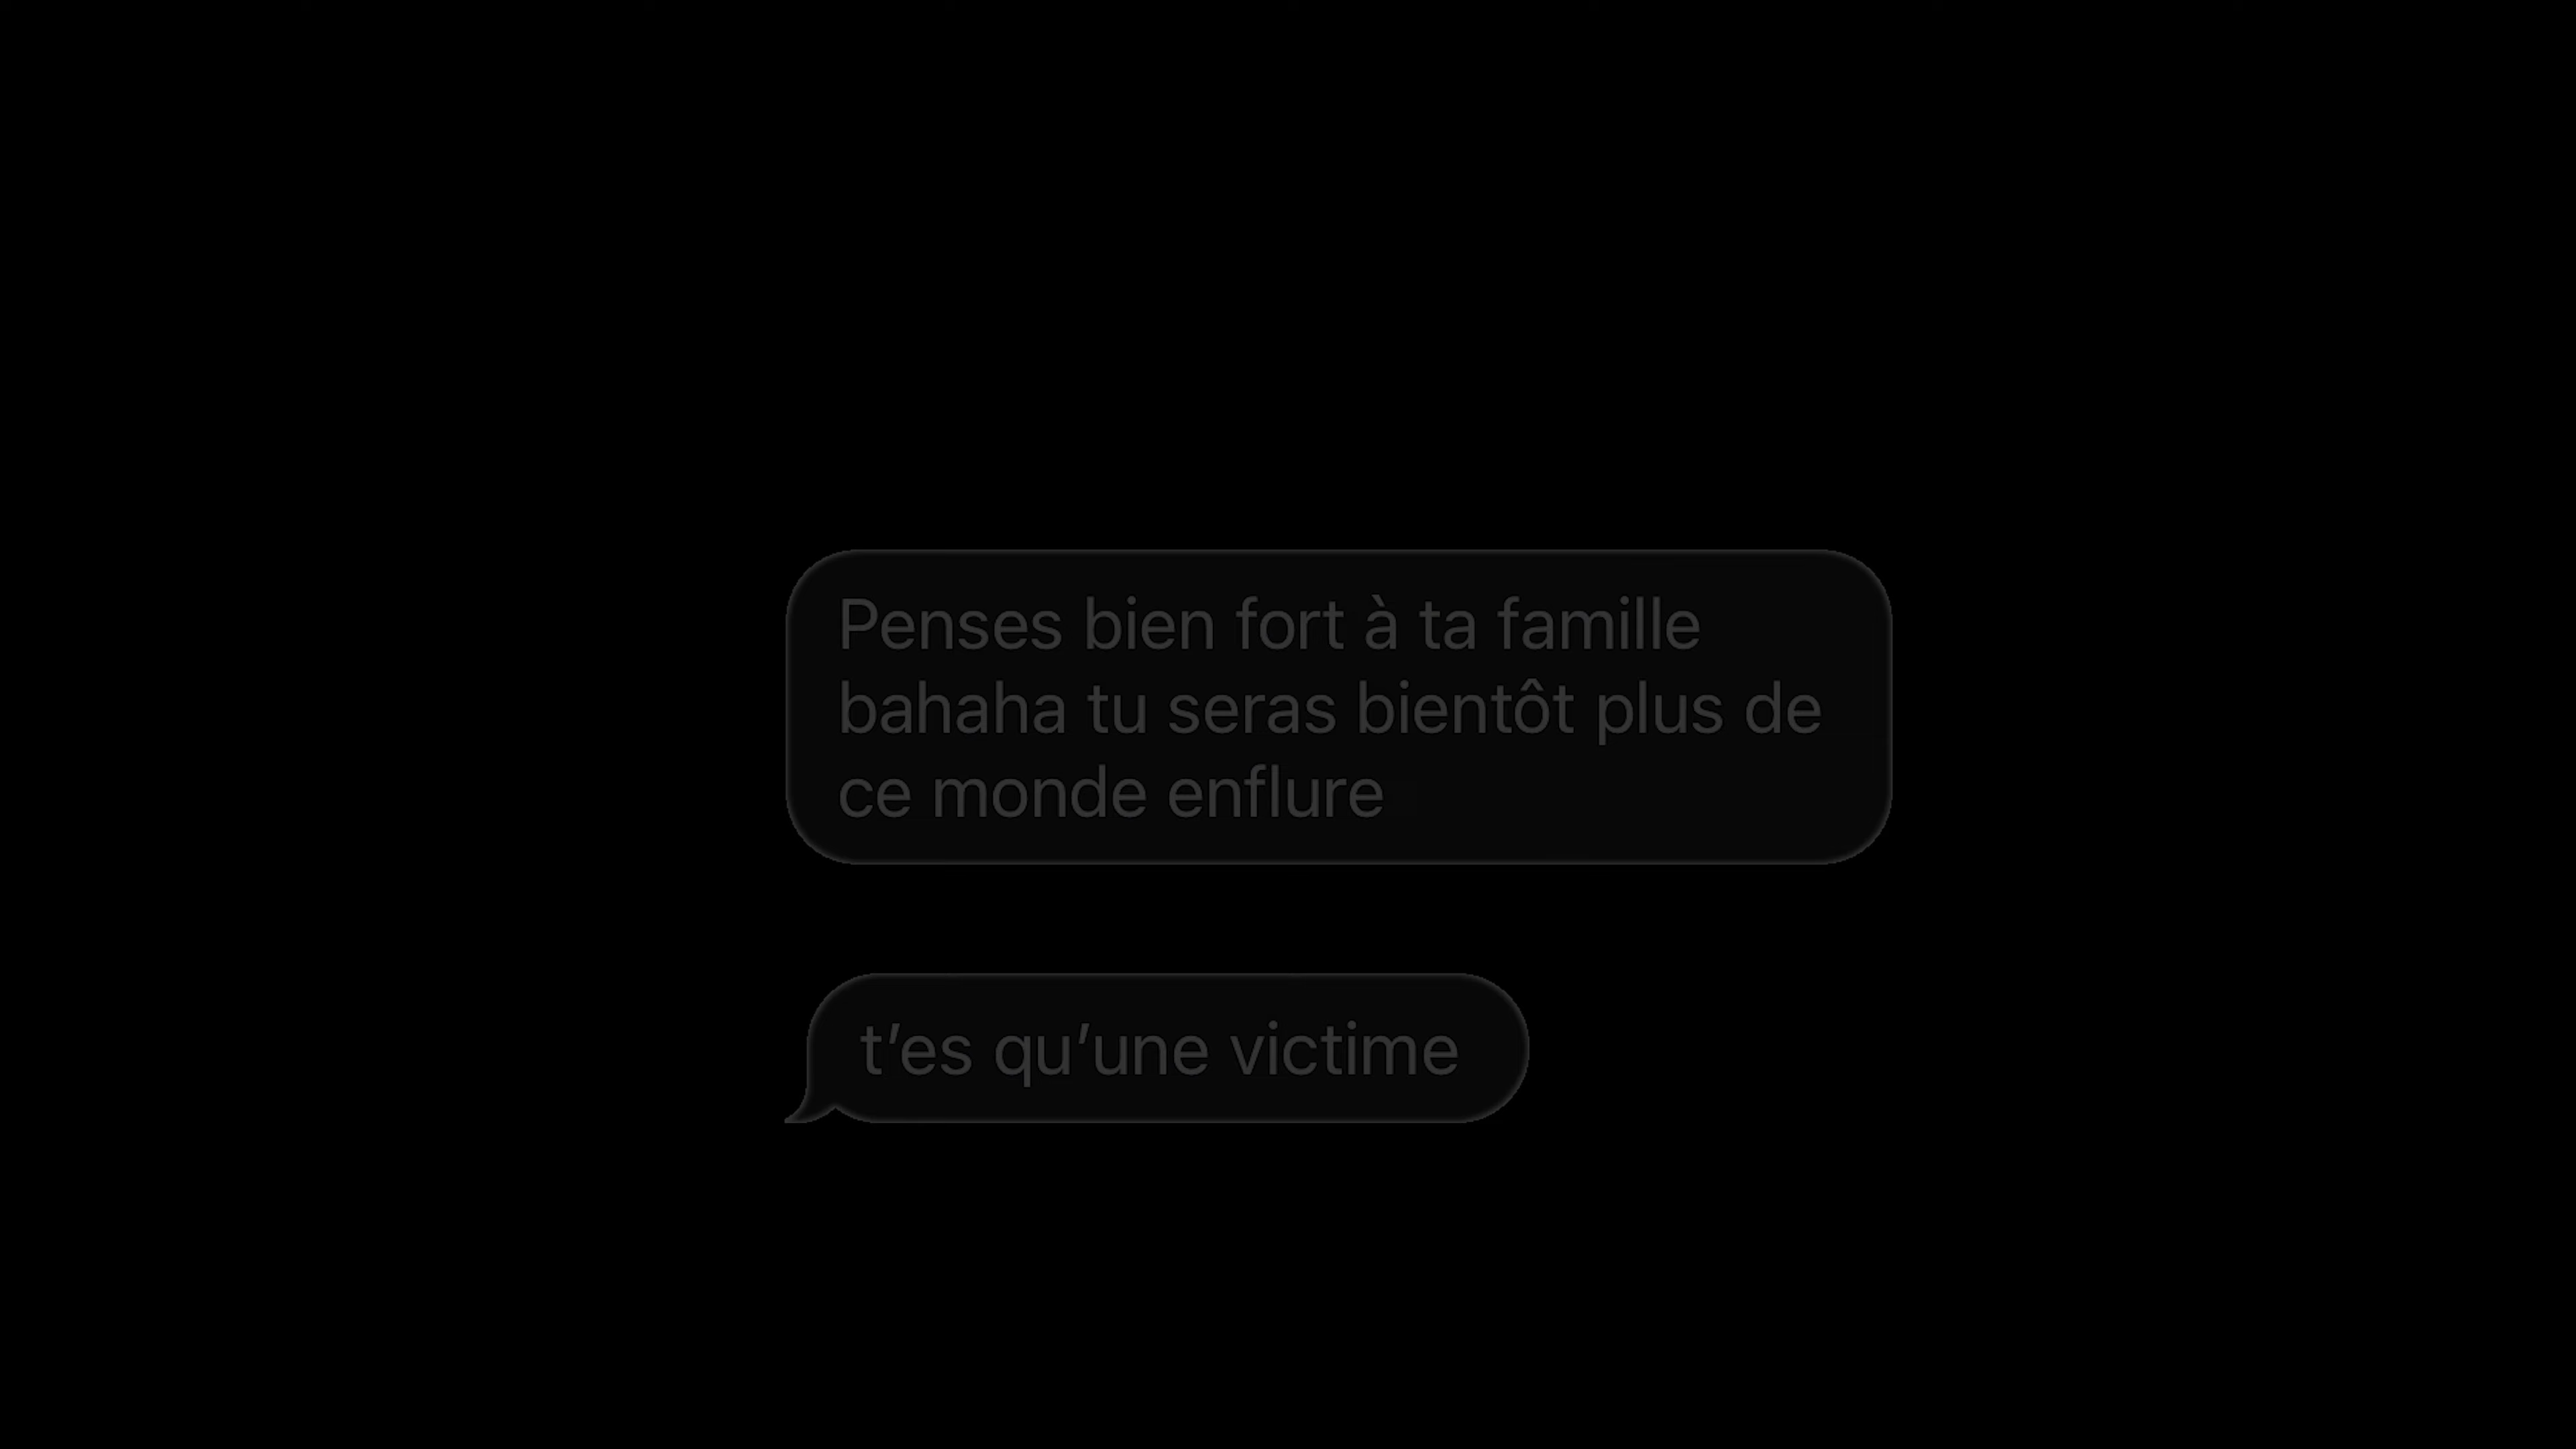 Penses bien fort à ta famille
bahaha tu seras bientôt plus de
ce monde enflure
t’es qu’une victime